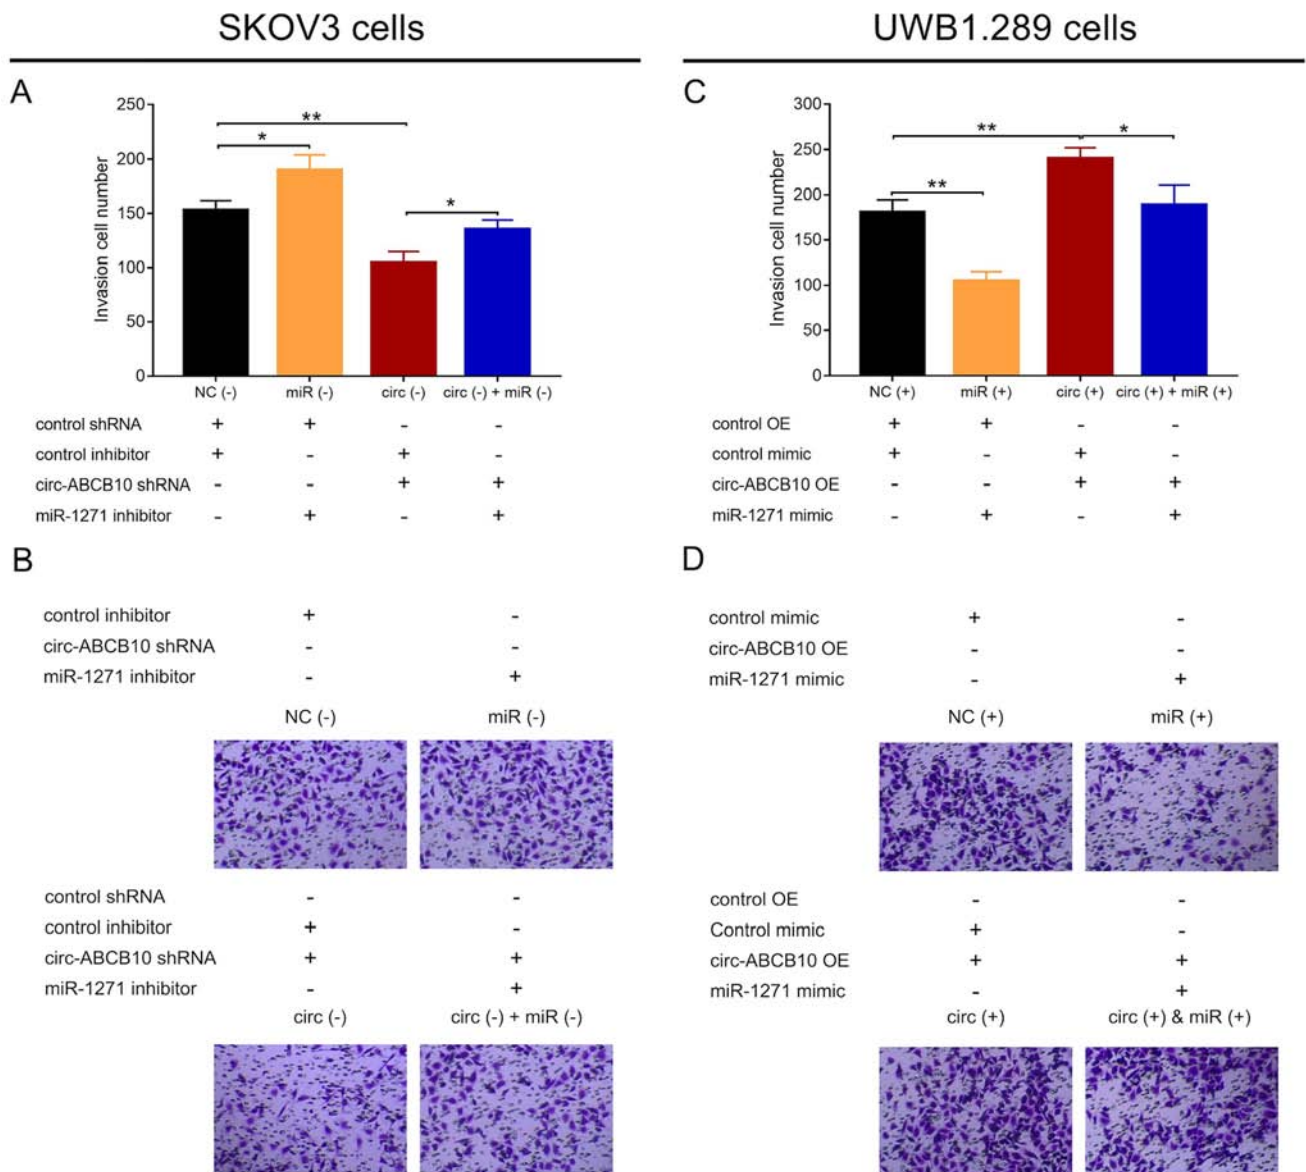 SKOV3 cells
UWB1.289 cells
A
250
200
150
100
50
0
Invasion cell number
**
*
*
NC (-) miR (-) circ (-) circ (-) + miR (-)
control shRNA + + - -
control inhibitor + - + -
circ-ABCB10 shRNA - - + +
miR-1271 inhibitor - + - +
C
300
250
200
150
100
50
0
Invasion cell number
** *
**
NC (+) miR (+) circ (+) circ (+) + miR (+)
control OE + + - -
control mimic + - + -
circ-ABCB10 OE - - + +
miR-1271 mimic - + - +
B
control inhibitor + -
circ-ABCB10 shRNA - -
miR-1271 inhibitor - +
NC (-) miR (-)
control shRNA - -
control inhibitor + -
circ-ABCB10 shRNA + +
miR-1271 inhibitor - +
circ (-) circ (-) + miR (-)
D
control mimic + -
circ-ABCB10 OE - -
miR-1271 mimic - +
NC (+) miR (+)
control OE - -
Control mimic + -
circ-ABCB10 OE + +
miR-1271 mimic - +
circ (+) circ (+) & miR (+)